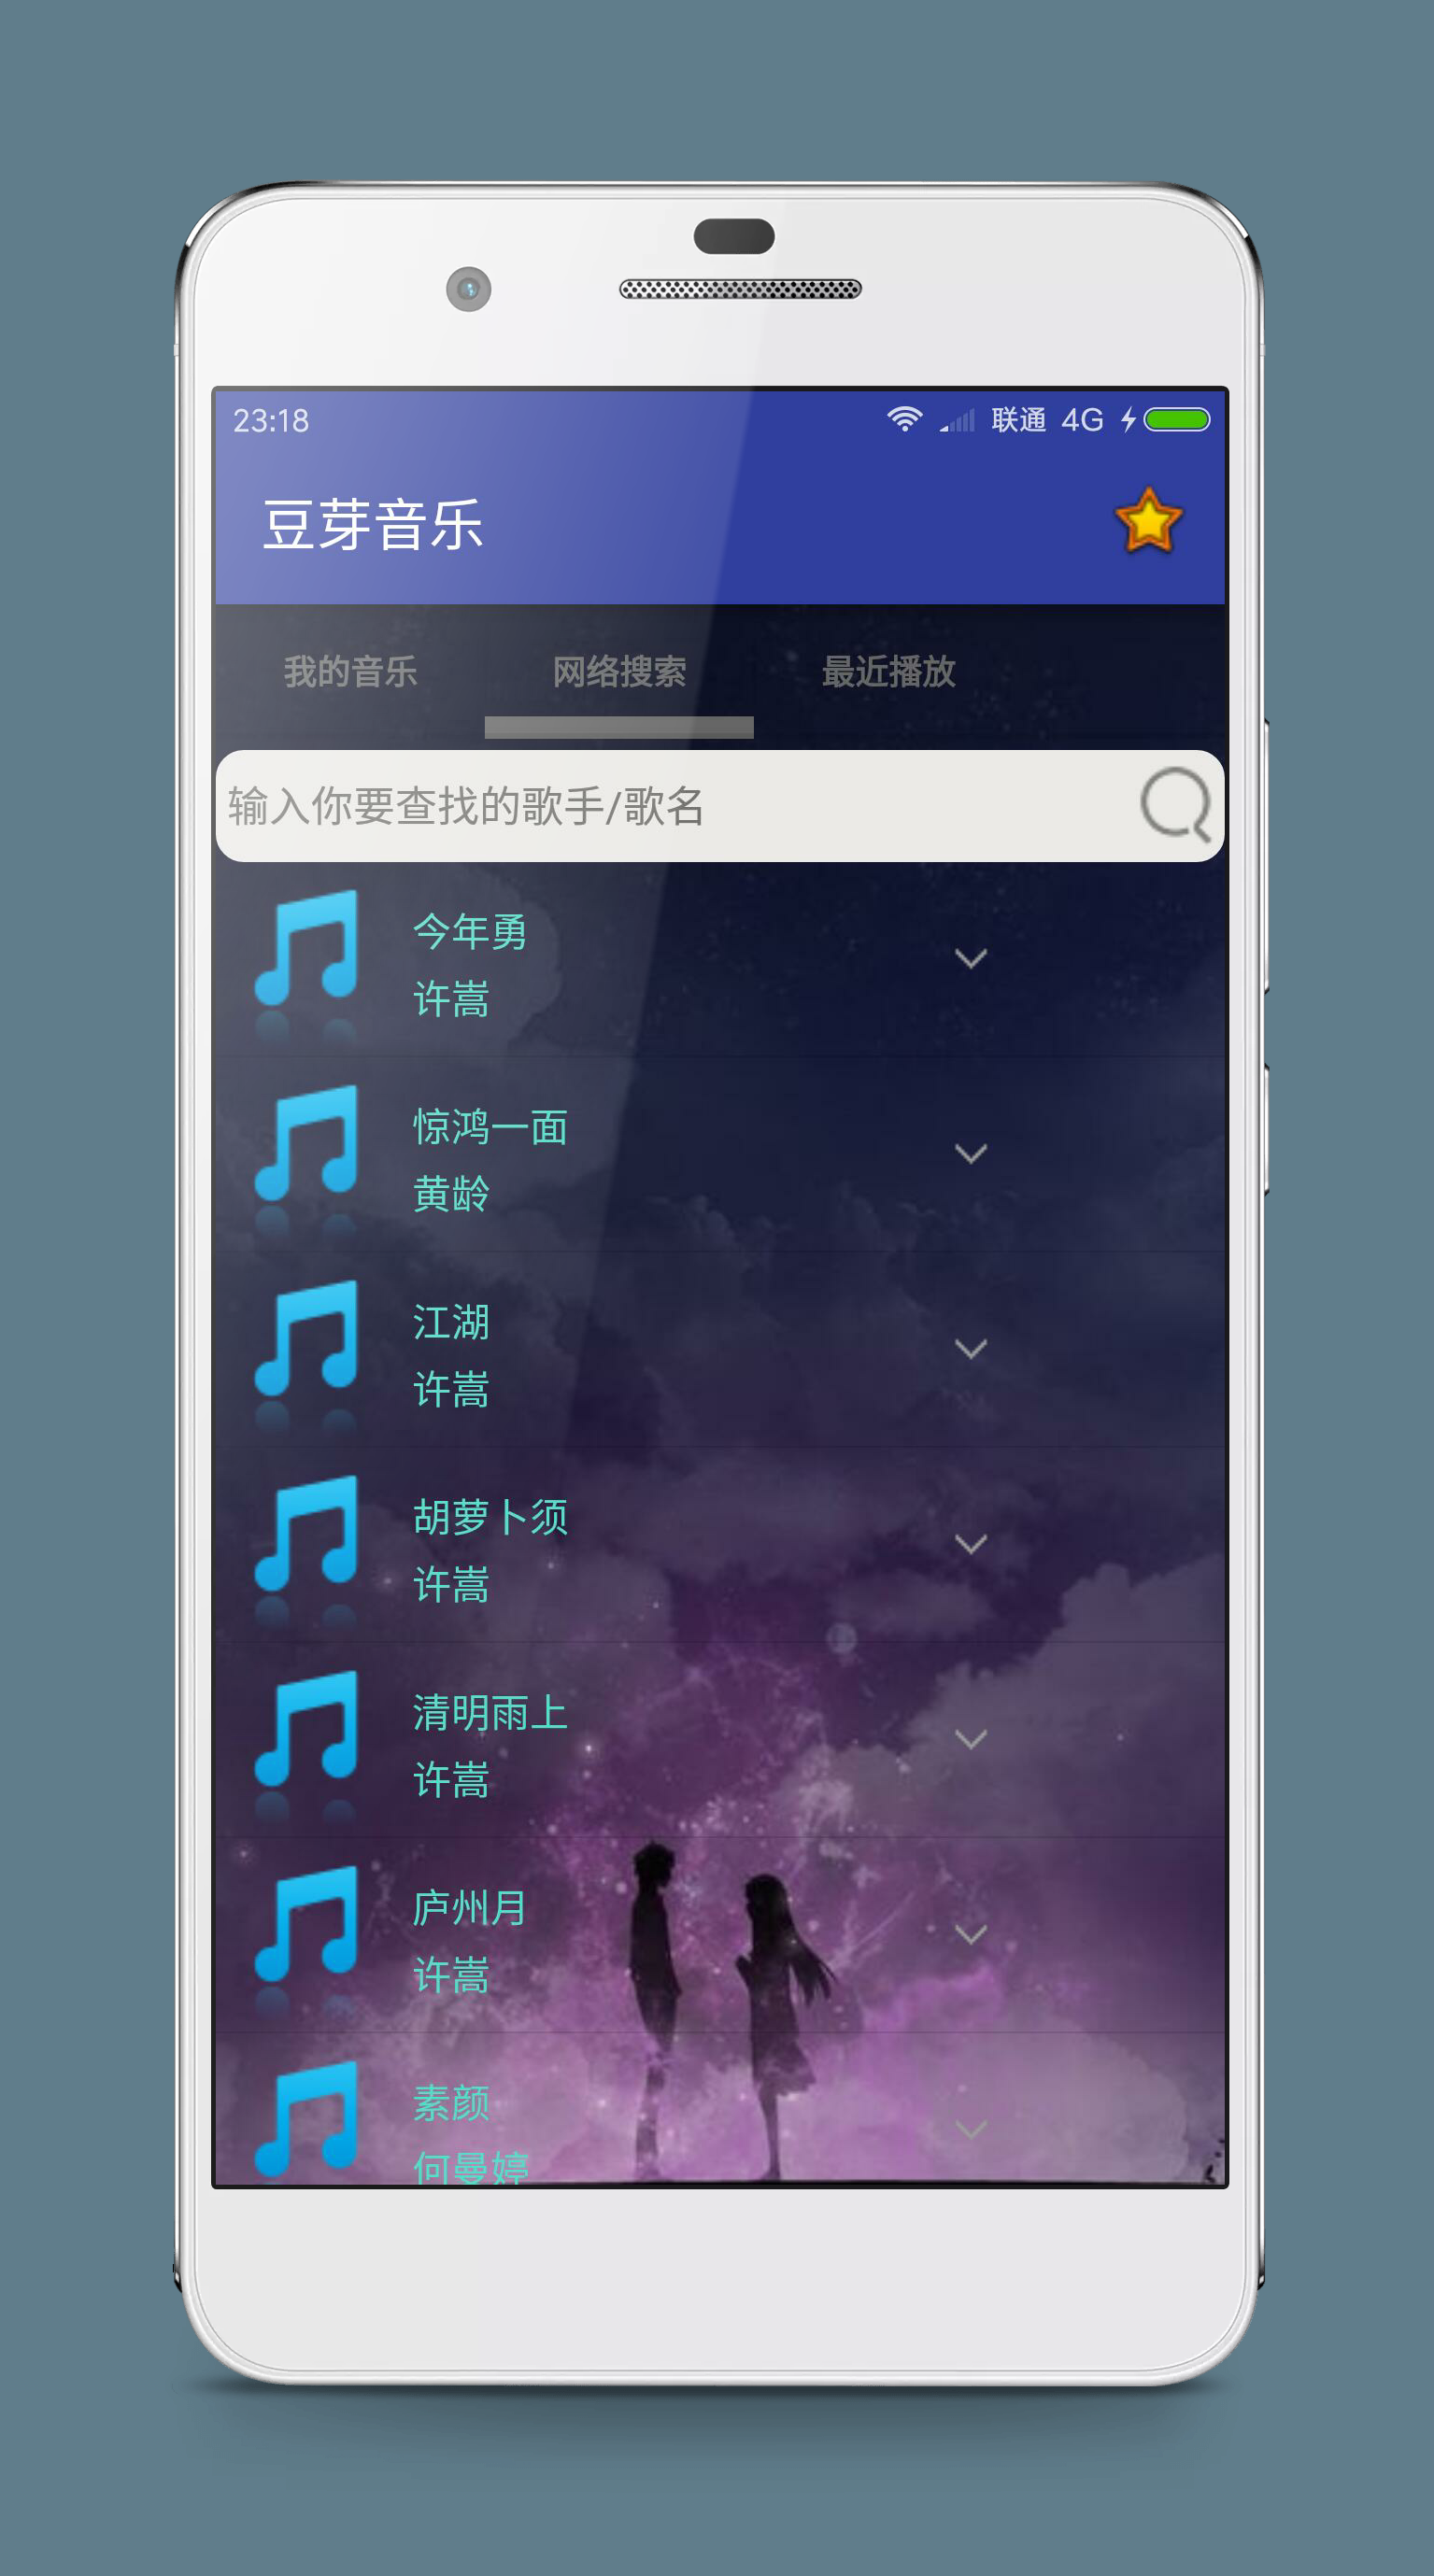 23:18 联通 4G
豆芽音乐
我的音乐 网络搜索 最近播放
输入你要查找的歌手/歌名
今年勇
许嵩
惊鸿一面
黄龄
江湖
许嵩
胡萝卜须
许嵩
清明雨上
许嵩
庐州月
许嵩
素颜
何曼婷